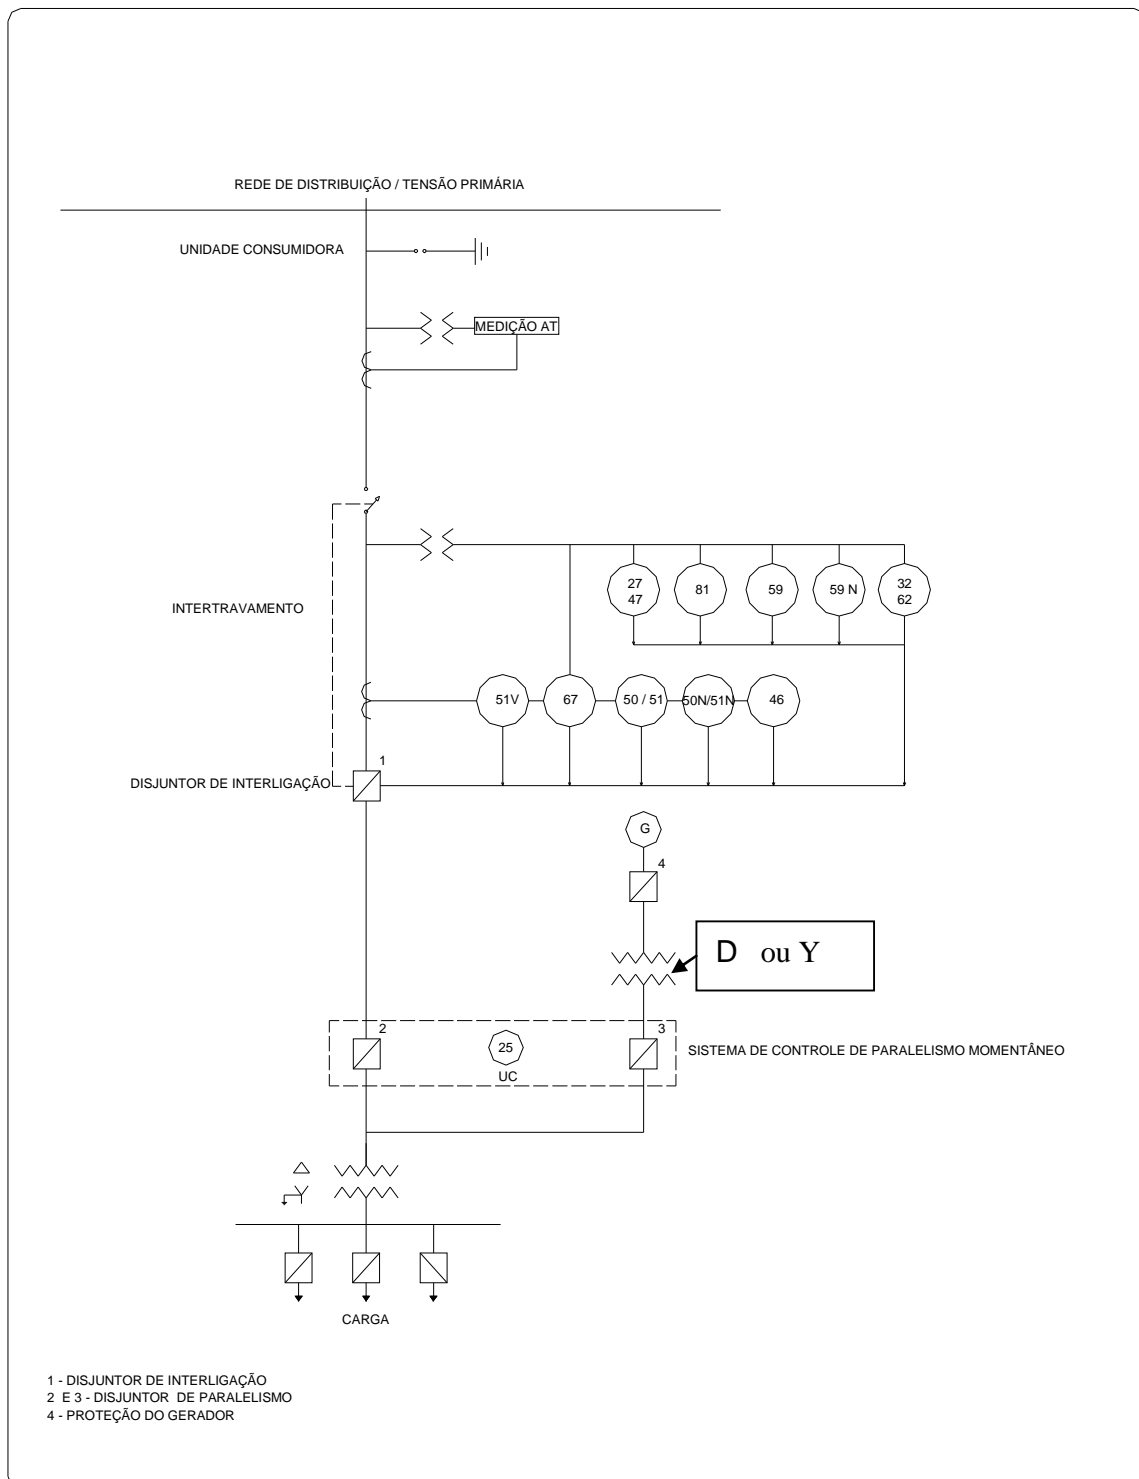 REDE DE DISTRIBUIÇÃO / TENSÃO PRIMÁRIA
UNIDADE CONSUMIDORA
MEDIÇÃO AT
27
47
81
59
59 N
32
62
INTERTRAVAMENTO
51V
67
50 / 51
50N/51N
46
1
DISJUNTOR DE INTERLIGAÇÃO
G
4
D ou Y
2
25
UC
3
SISTEMA DE CONTROLE DE PARALELISMO MOMENTÂNEO
CARGA
1 - DISJUNTOR DE INTERLIGAÇÃO
2 E 3 - DISJUNTOR DE PARALELISMO
4 - PROTEÇÃO DO GERADOR